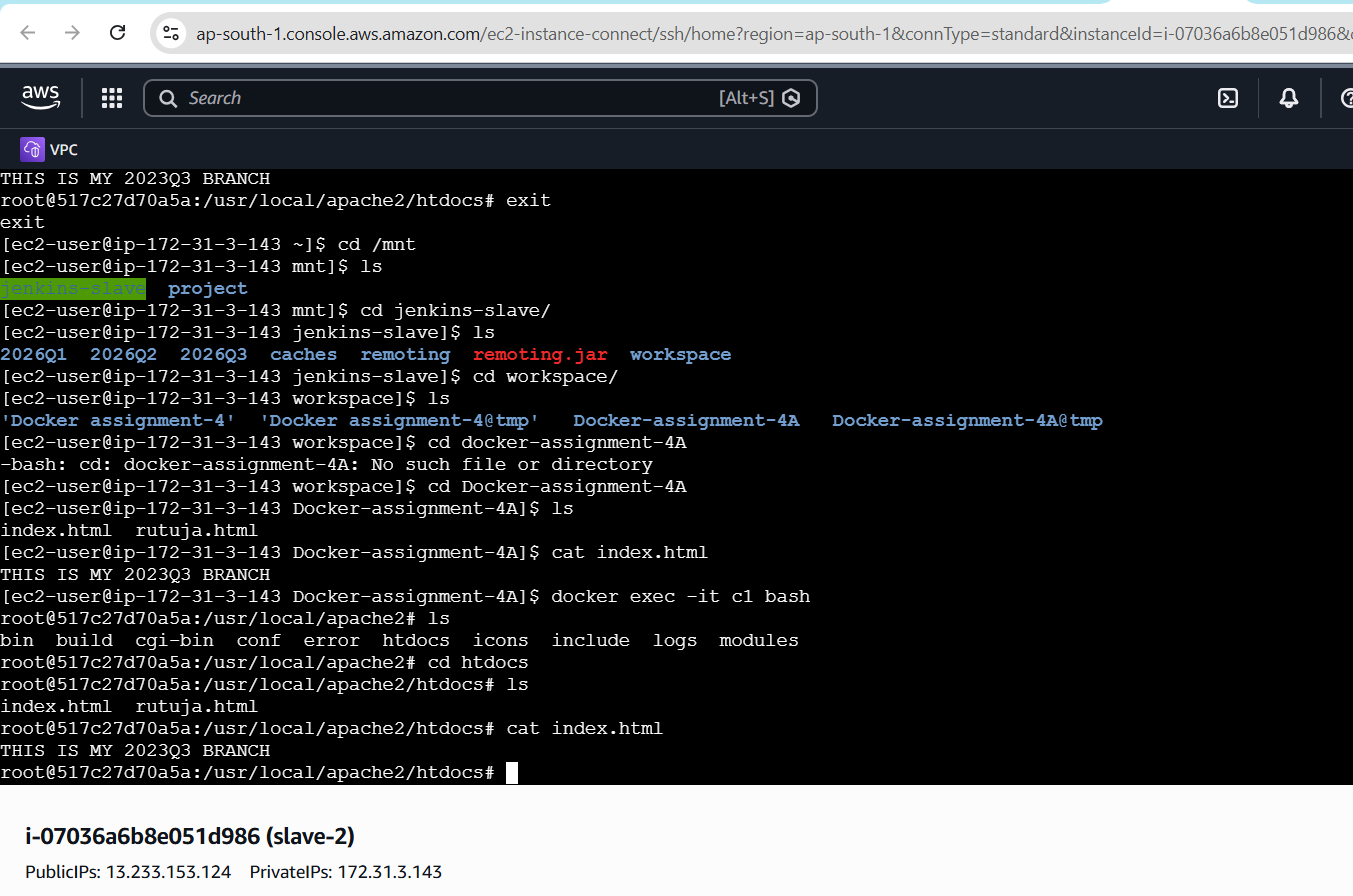 ap-south-1.console.aws.amazon.com/ec2-instance-connect/ssh/home?region=ap-south-1&connType=standard&instanceId=i-07036a6b8e051d986&
aws
Search [Alt+S]
VPC
THIS IS MY 2023Q3 BRANCH
root@517c27d70a5a:/usr/local/apache2/htdocs# exit
exit
[ec2-user@ip-172-31-3-143 ~]$ cd /mnt
[ec2-user@ip-172-31-3-143 mnt]$ ls
jenkins-slave project
[ec2-user@ip-172-31-3-143 mnt]$ cd jenkins-slave/
[ec2-user@ip-172-31-3-143 jenkins-slave]$ ls
2026Q1 2026Q2 2026Q3 caches remoting remoting.jar workspace
[ec2-user@ip-172-31-3-143 jenkins-slave]$ cd workspace/
[ec2-user@ip-172-31-3-143 workspace]$ ls
'Docker assignment-4' 'Docker assignment-4@tmp' Docker-assignment-4A Docker-assignment-4A@tmp
[ec2-user@ip-172-31-3-143 workspace]$ cd docker-assignment-4A
-bash: cd: docker-assignment-4A: No such file or directory
[ec2-user@ip-172-31-3-143 workspace]$ cd Docker-assignment-4A
[ec2-user@ip-172-31-3-143 Docker-assignment-4A]$ ls
index.html rutuja.html
[ec2-user@ip-172-31-3-143 Docker-assignment-4A]$ cat index.html
THIS IS MY 2023Q3 BRANCH
[ec2-user@ip-172-31-3-143 Docker-assignment-4A]$ docker exec -it c1 bash
root@517c27d70a5a:/usr/local/apache2# ls
bin build cgi-bin conf error htdocs icons include logs modules
root@517c27d70a5a:/usr/local/apache2# cd htdocs
root@517c27d70a5a:/usr/local/apache2/htdocs# ls
index.html rutuja.html
root@517c27d70a5a:/usr/local/apache2/htdocs# cat index.html
THIS IS MY 2023Q3 BRANCH
root@517c27d70a5a:/usr/local/apache2/htdocs#
i-07036a6b8e051d986 (slave-2)
PublicIPs: 13.233.153.124 PrivateIPs: 172.31.3.143